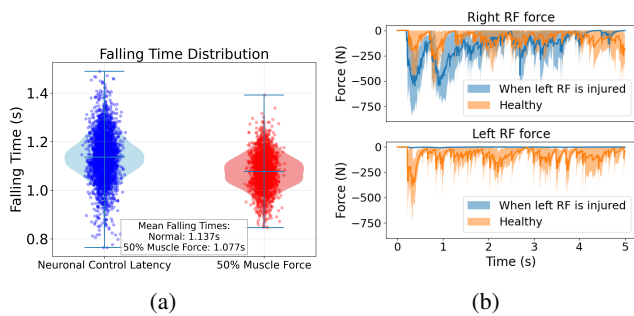 Falling Time Distribution
Falling Time (s)
1.4
1.2
1.0
0.8
Mean Falling Times:
Normal: 1.137s
50% Muscle Force: 1.077s
Neuronal Control Latency
50% Muscle Force
(a)
Right RF force
Force (N)
0
−250
−500
−750
When left RF is injured
Healthy
Left RF force
Force (N)
0
−250
−500
−750
When left RF is injured
Healthy
0 1 2 3 4 5
Time (s)
(b)